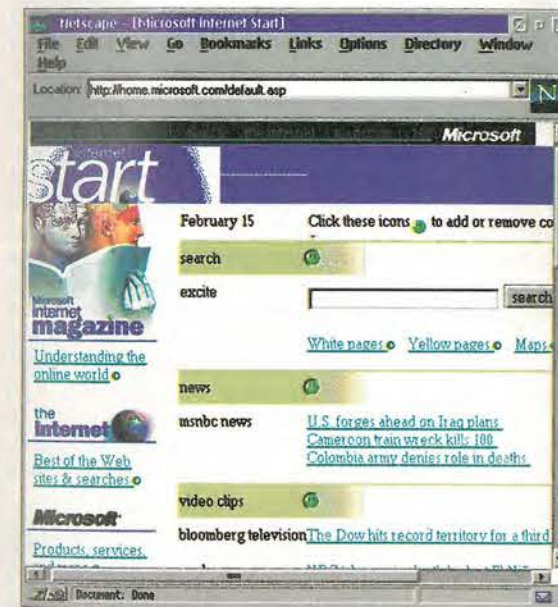 Netscape - [Microsoft Internet Start]
File Edit View Go Bookmarks Links Options Directory Window
Help
Location: http://home.microsoft.com/default.asp
N
Microsoft
start
February 15 Click these icons to add or remove co
search
excite search
White pages Yellow pages Maps
Microsoft
internet
magazine
Understanding the
online world
news
the
internet
msnbc news U.S. forges ahead on Iraq plans
Cameroon train wreck kills 100
Colombia army denies role in deaths
Best of the Web
sites & searches
video clips
Microsoft
bloomberg television The Dow hits record territory for a third
Products, services,
Document: Done